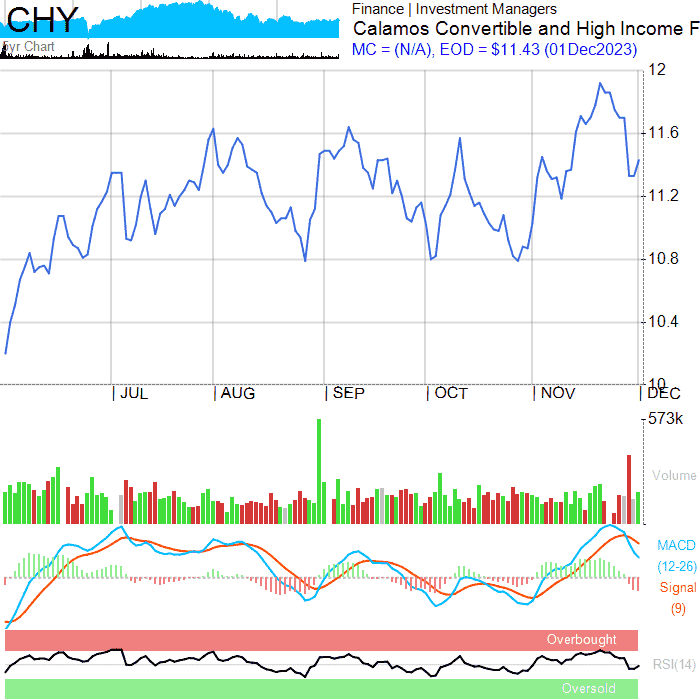 CHY
5yr Chart
Finance | Investment Managers
Calamos Convertible and High Income F
MC = (N/A), EOD = $11.43 (01Dec2023)
12
11.6
11.2
10.8
10.4
10
JUL AUG SEP OCT NOV DEC
573k
Volume
MACD
(12-26)
Signal
(9)
Overbought
RSI(14)
Oversold